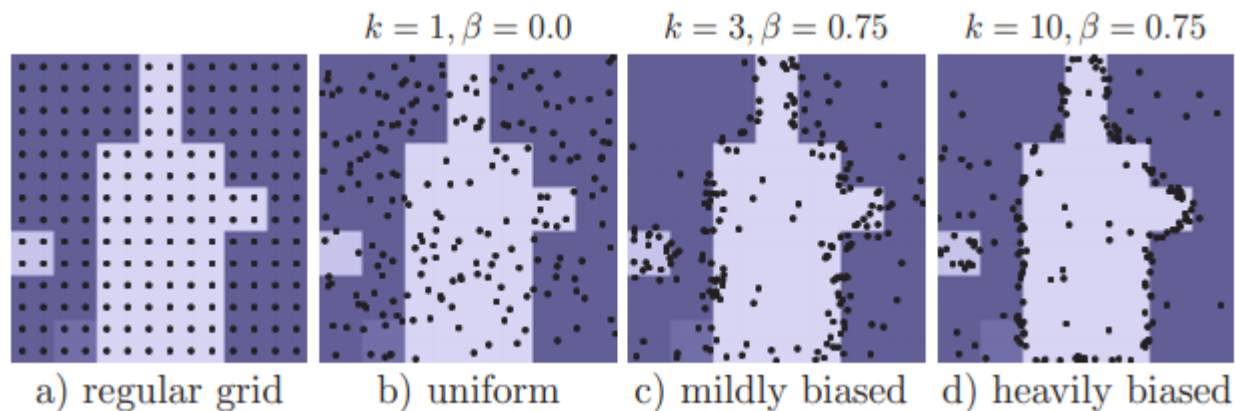 k = 1, β = 0.0
k = 3, β = 0.75
k = 10, β = 0.75
a) regular grid
b) uniform
c) mildly biased
d) heavily biased